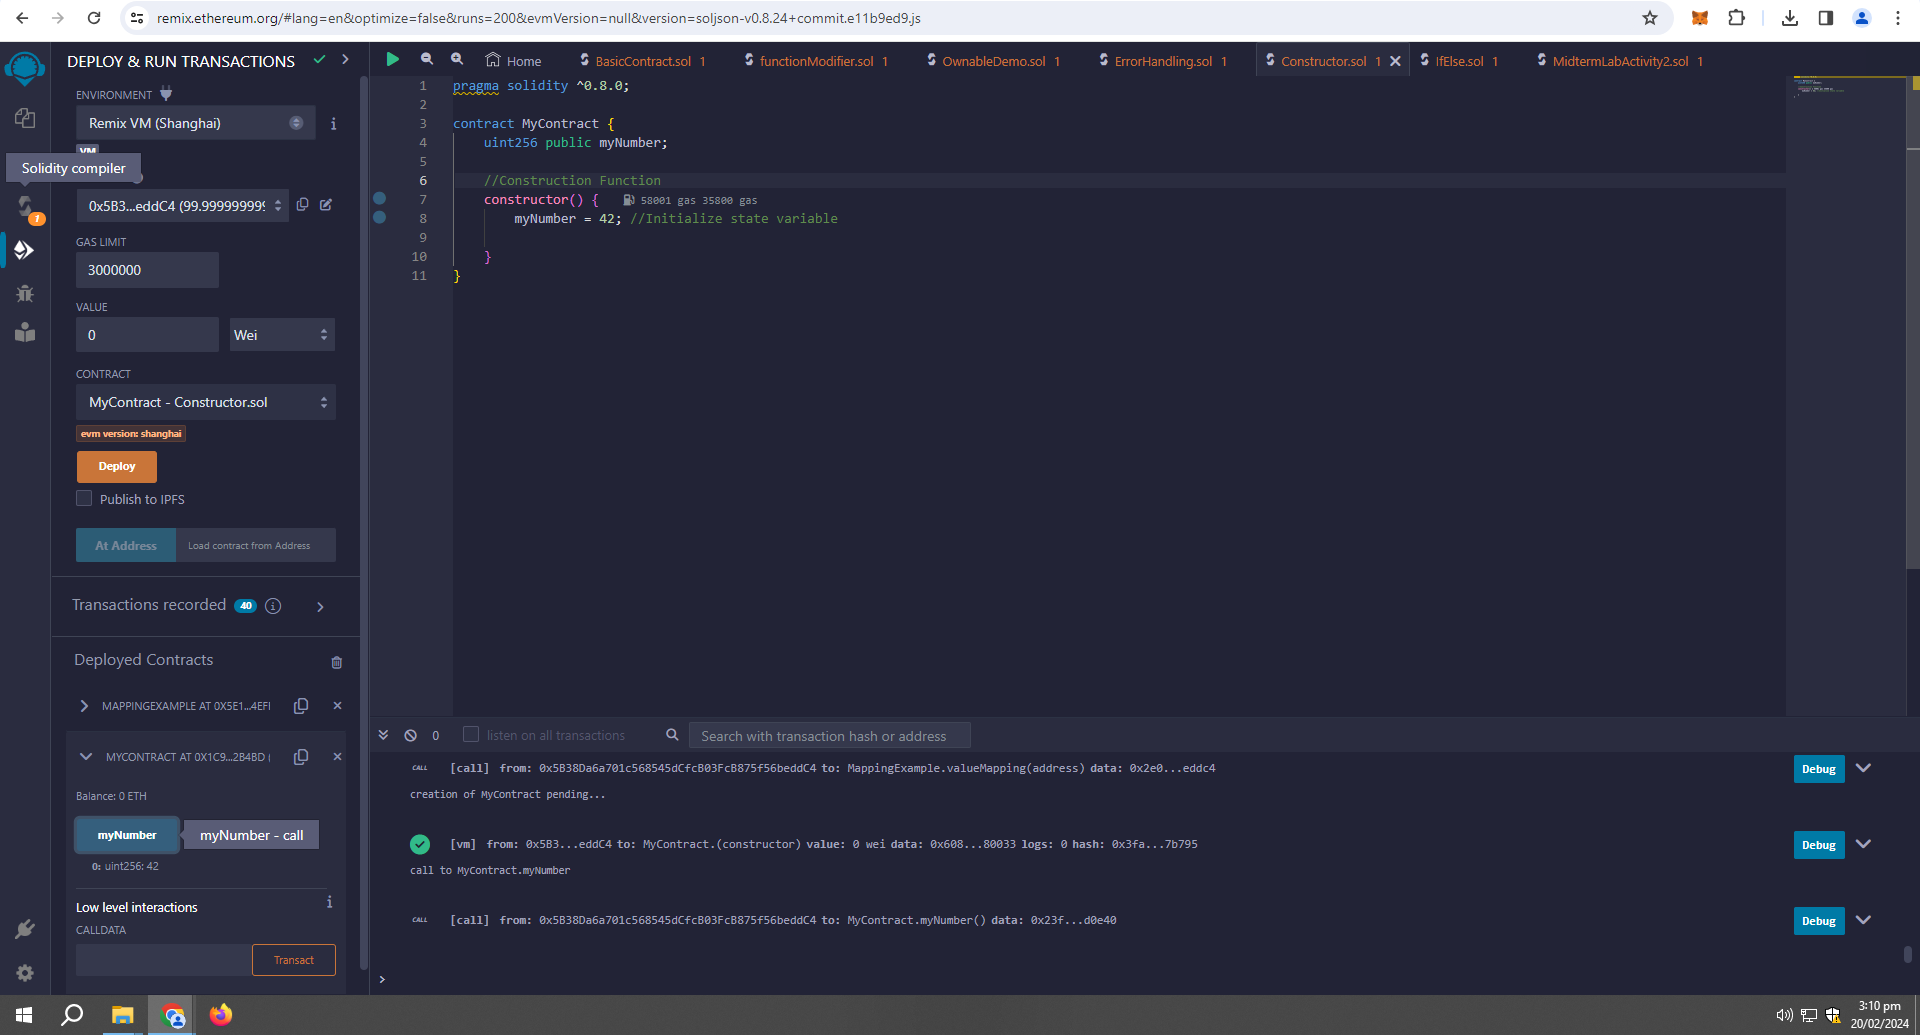 remix.ethereum.org/#lang=en&optimize=false&runs=200&evmVersion=null&version=soljson-v0.8.24+commit.e11b9ed9.js
DEPLOY & RUN TRANSACTIONS
ENVIRONMENT
Remix VM (Shanghai)
VM
Solidity compiler
0x5B3...eddC4 (99.999999999
1
GAS LIMIT
3000000
VALUE
0
Wei
CONTRACT
MyContract - Constructor.sol
evm version: shanghai
Deploy
Publish to IPFS
At Address
Load contract from Address
Transactions recorded 40
Deployed Contracts
MAPPINGEXAMPLE AT 0X5E1...4EFI
MYCONTRACT AT 0X1C9...2B4BD (
Balance: 0 ETH
myNumber
myNumber - call
0: uint256: 42
Low level interactions
CALLDATA
Transact
Home
BasicContract.sol 1
functionModifier.sol 1
OwnableDemo.sol 1
ErrorHandling.sol 1
Constructor.sol 1
IfElse.sol 1
MidtermLabActivity2.sol 1
1 pragma solidity ^0.8.0;
2
3 contract MyContract {
4 uint256 public myNumber;
5
6 //Construction Function
7 constructor() { 58001 gas 35800 gas
8 myNumber = 42; //Initialize state variable
9
10 }
11 }
0
listen on all transactions
Search with transaction hash or address
CALL [call] from: 0x5B38Da6a701c568545dCfcB03FcB875f56beddC4 to: MappingExample.valueMapping(address) data: 0x2e0...eddc4
Debug
creation of MyContract pending...
[vm] from: 0x5B3...eddC4 to: MyContract.(constructor) value: 0 wei data: 0x608...80033 logs: 0 hash: 0x3fa...7b795
Debug
call to MyContract.myNumber
CALL [call] from: 0x5B38Da6a701c568545dCfcB03FcB875f56beddC4 to: MyContract.myNumber() data: 0x23f...d0e40
Debug
>
3:10 pm
20/02/2024